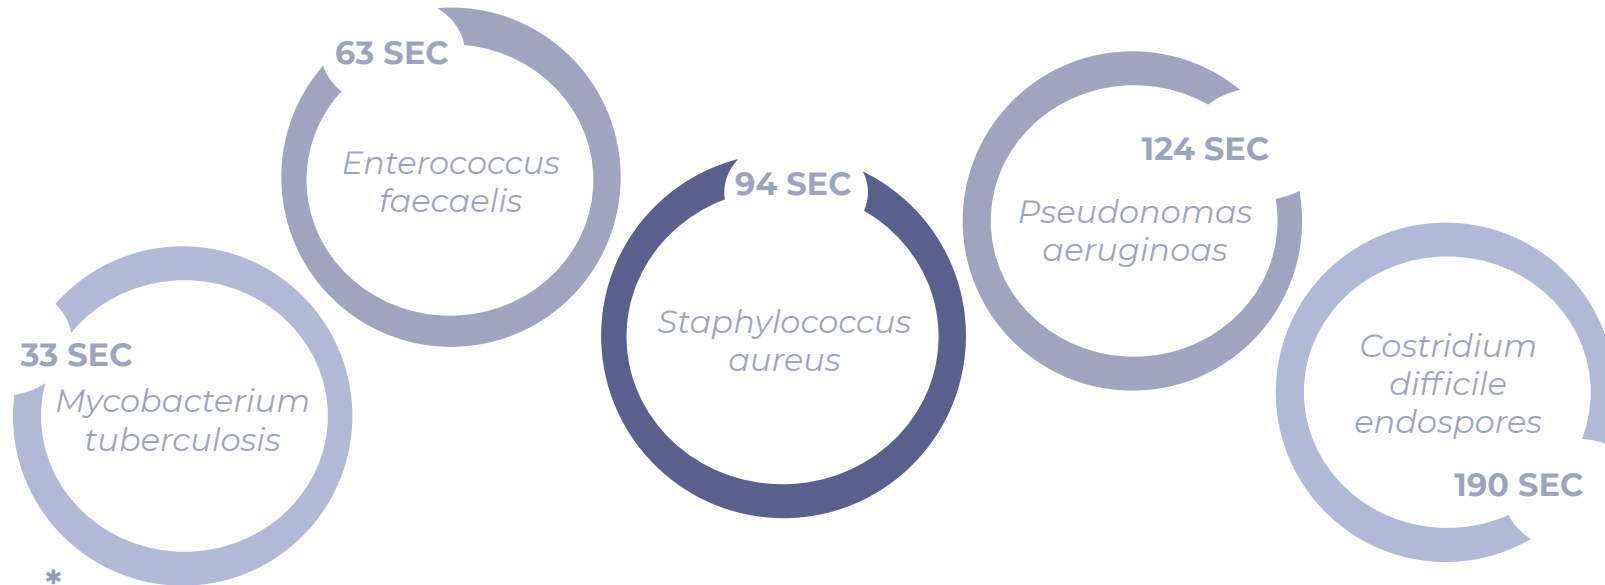 33 SEC
Mycobacterium
tuberculosis
63 SEC
Enterococcus
faecaelis
94 SEC
Staphylococcus
aureus
124 SEC
Pseudonomas
aeruginoas
Costridium
difficile
endospores
190 SEC
*